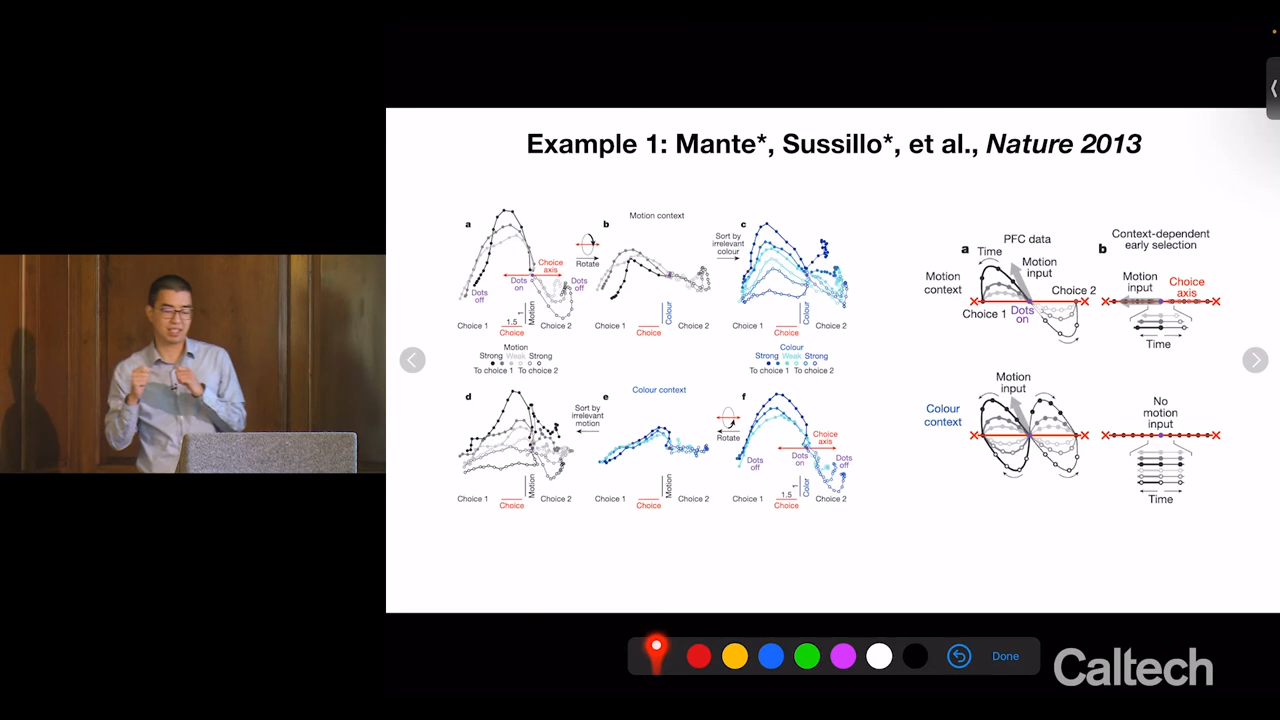 Example 1: Mante*, Sussillo*, et al., Nature 2013
a
Choice axis
Dots off
Dots on
Dots off
1
1.5
Motion
Choice 1
Choice
Choice 2
Rotate
b
Motion context
Colour
Choice 1
Choice
Choice 2
Sort by irrelevant colour
c
Colour
Choice 1
Choice
Choice 2
Motion
Strong Weak Strong
To choice 1 To choice 2
Colour
Strong Weak Strong
To choice 1 To choice 2
d
Motion
Choice 1
Choice
Choice 2
Sort by irrelevant motion
e
Colour context
Motion
Choice 1
Choice
Choice 2
Rotate
f
Choice axis
Dots off
Dots on
Dots off
1
1.5
Color
Choice 1
Choice
Choice 2
a
PFC data
Time
Motion input
Motion context
Choice 2
Choice 1
Dots on
b
Context-dependent early selection
Motion input
Choice axis
Time
Motion input
Colour context
No motion input
Time
Done
Caltech